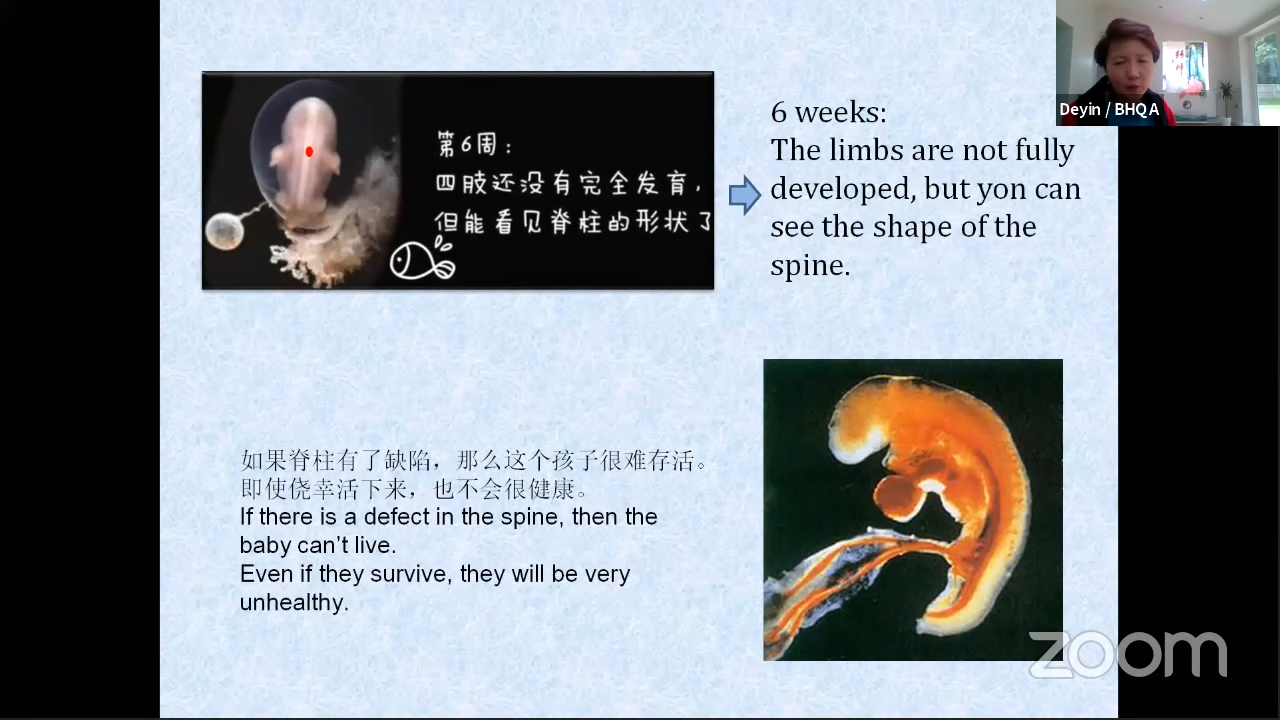 Deyin / BHQA
第6周：
四肢还没有完全发育，
但能看见脊柱的形状了
6 weeks:
The limbs are not fully
developed, but yon can
see the shape of the
spine.
如果脊柱有了缺陷，那么这个孩子很难存活。
即使侥幸活下来，也不会很健康。
If there is a defect in the spine, then the
baby can’t live.
Even if they survive, they will be very
unhealthy.
zoom